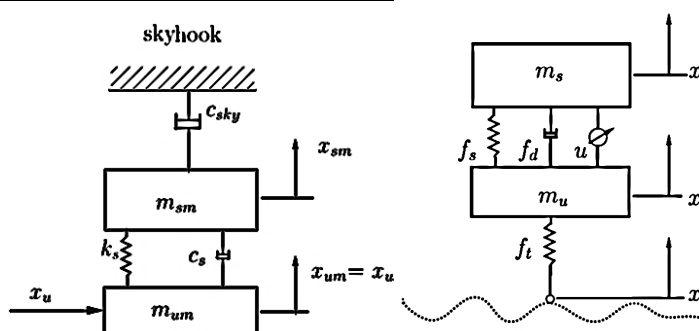 skyhook
c_sky
x_sm
m_sm
k_s
c_s
x_um = x_u
x_u
m_um
m_s
x
f_s
f_d
u
m_u
x
f_t
x